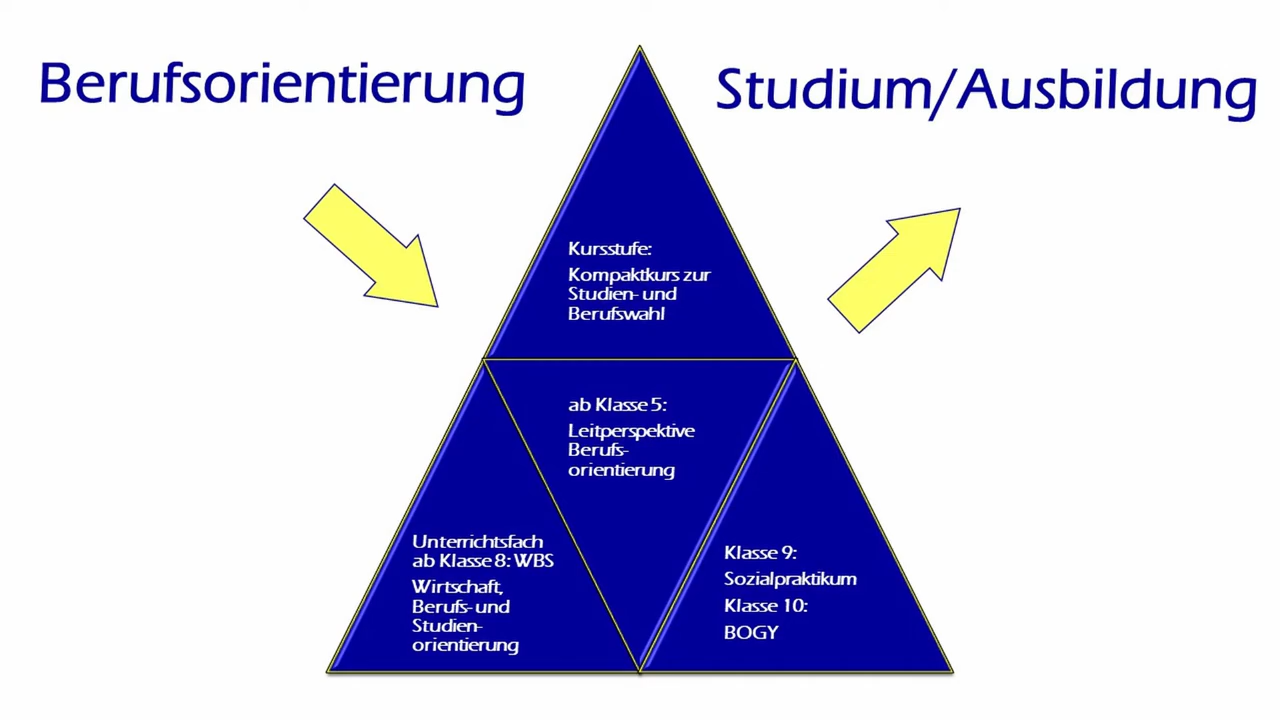 Berufsorientierung
Studium/Ausbildung
Kursstufe:
Kompaktkurs zur
Studien- und
Berufswahl
ab Klasse 5:
Leitperspektive
Berufs-
orientierung
Unterrichtsfach
ab Klasse 8: WBS
Wirtschaft,
Berufs- und
Studien-
orientierung
Klasse 9:
Sozialpraktikum
Klasse 10:
BOGY